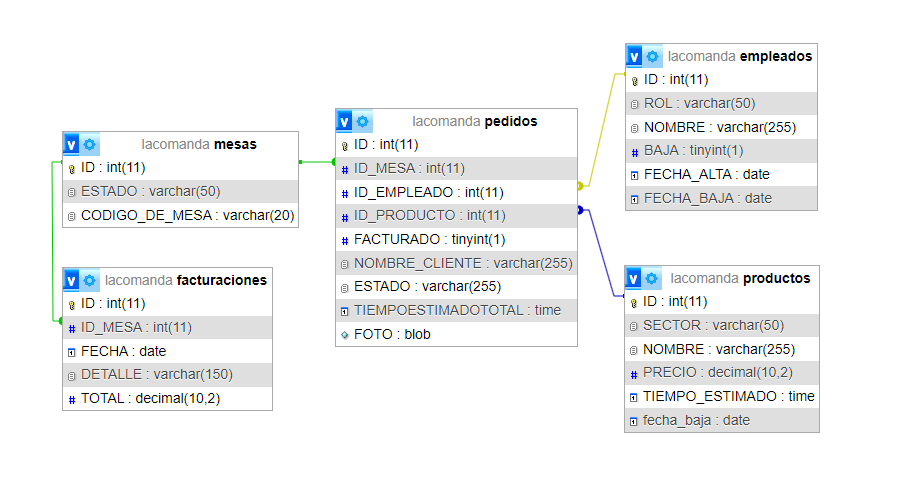 lacomanda mesas
ID : int(11)
ESTADO : varchar(50)
CODIGO_DE_MESA : varchar(20)
lacomanda facturaciones
ID : int(11)
ID_MESA : int(11)
FECHA : date
DETALLE : varchar(150)
TOTAL : decimal(10,2)
lacomanda pedidos
ID : int(11)
ID_MESA : int(11)
ID_EMPLEADO : int(11)
ID_PRODUCTO : int(11)
FACTURADO : tinyint(1)
NOMBRE_CLIENTE : varchar(255)
ESTADO : varchar(255)
TIEMPOESTIMADOTOTAL : time
FOTO : blob
lacomanda empleados
ID : int(11)
ROL : varchar(50)
NOMBRE : varchar(255)
BAJA : tinyint(1)
FECHA_ALTA : date
FECHA_BAJA : date
lacomanda productos
ID : int(11)
SECTOR : varchar(50)
NOMBRE : varchar(255)
PRECIO : decimal(10,2)
TIEMPO_ESTIMADO : time
fecha_baja : date